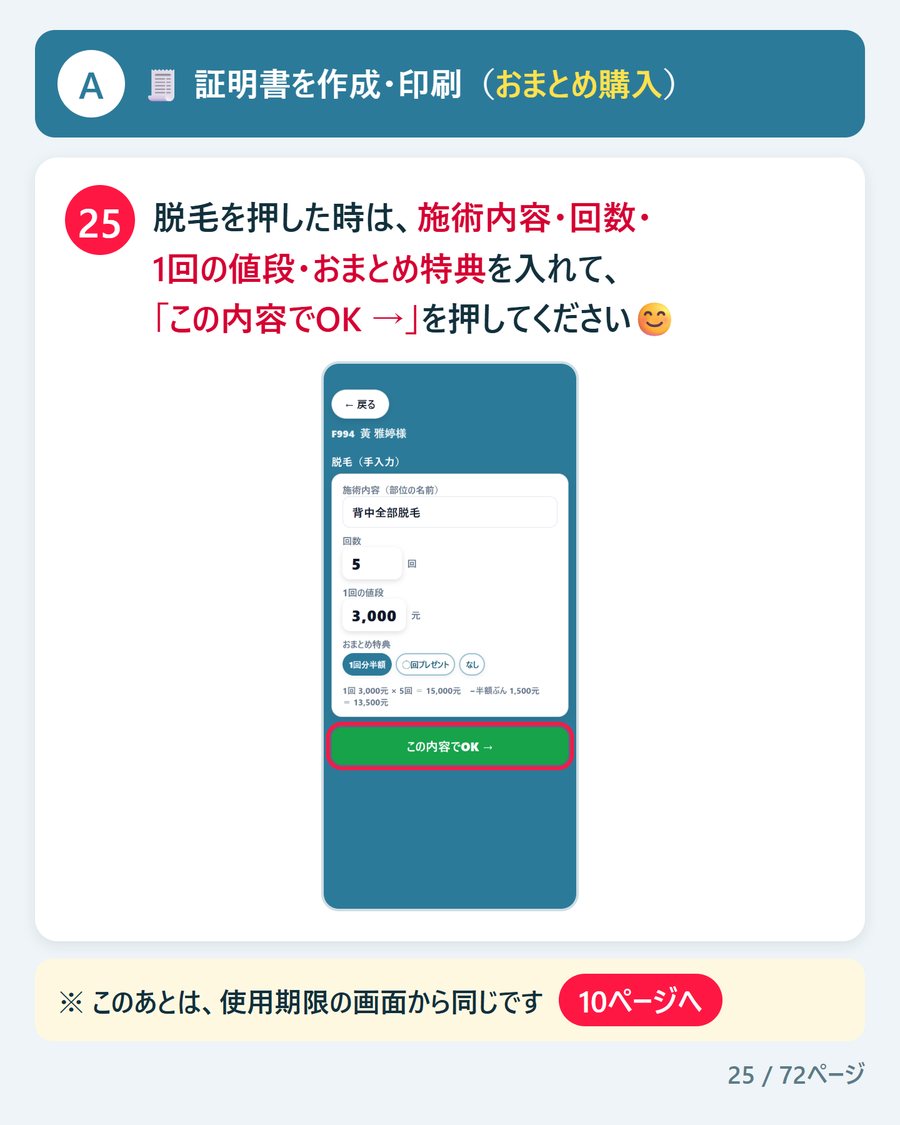 A 🧾 証明書を作成・印刷（おまとめ購入）
25 脱毛を押した時は、施術内容・回数・
1回の値段・おまとめ特典を入れて、
「この内容でOK →」を押してください😊
← 戻る
F994 黃 雅婷様
脱毛（手入力）
施術内容（部位の名前）
背中全部脱毛
回数
5 回
1回の値段
3,000 元
おまとめ特典
1回分半額 ◯回プレゼント なし
1回 3,000元 × 5回 ＝ 15,000元 −半額ぶん 1,500元
＝ 13,500元
この内容でOK →
※ このあとは、使用期限の画面から同じです 10ページへ
25 / 72ページ